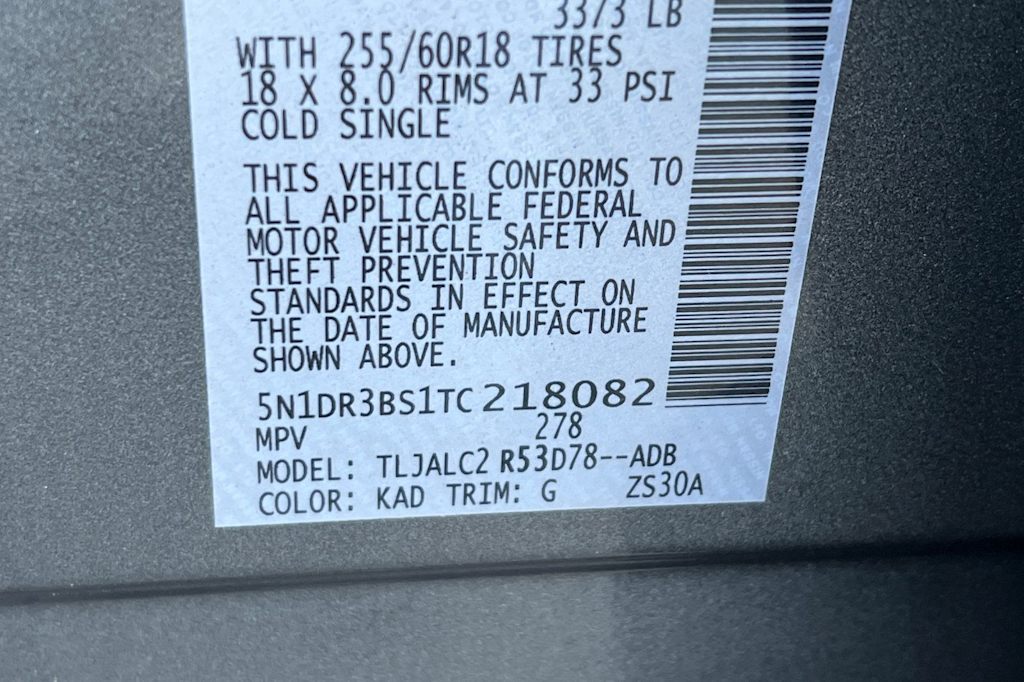 3373 LB
WITH 255/60R18 TIRES
18 X 8.0 RIMS AT 33 PSI
COLD SINGLE
THIS VEHICLE CONFORMS TO
ALL APPLICABLE FEDERAL
MOTOR VEHICLE SAFETY AND
THEFT PREVENTION
STANDARDS IN EFFECT ON
THE DATE OF MANUFACTURE
SHOWN ABOVE.
5N1DR3BS1TC218082
MPV 278
MODEL: TLJALC2 R53D78--ADB
COLOR: KAD TRIM: G ZS30A